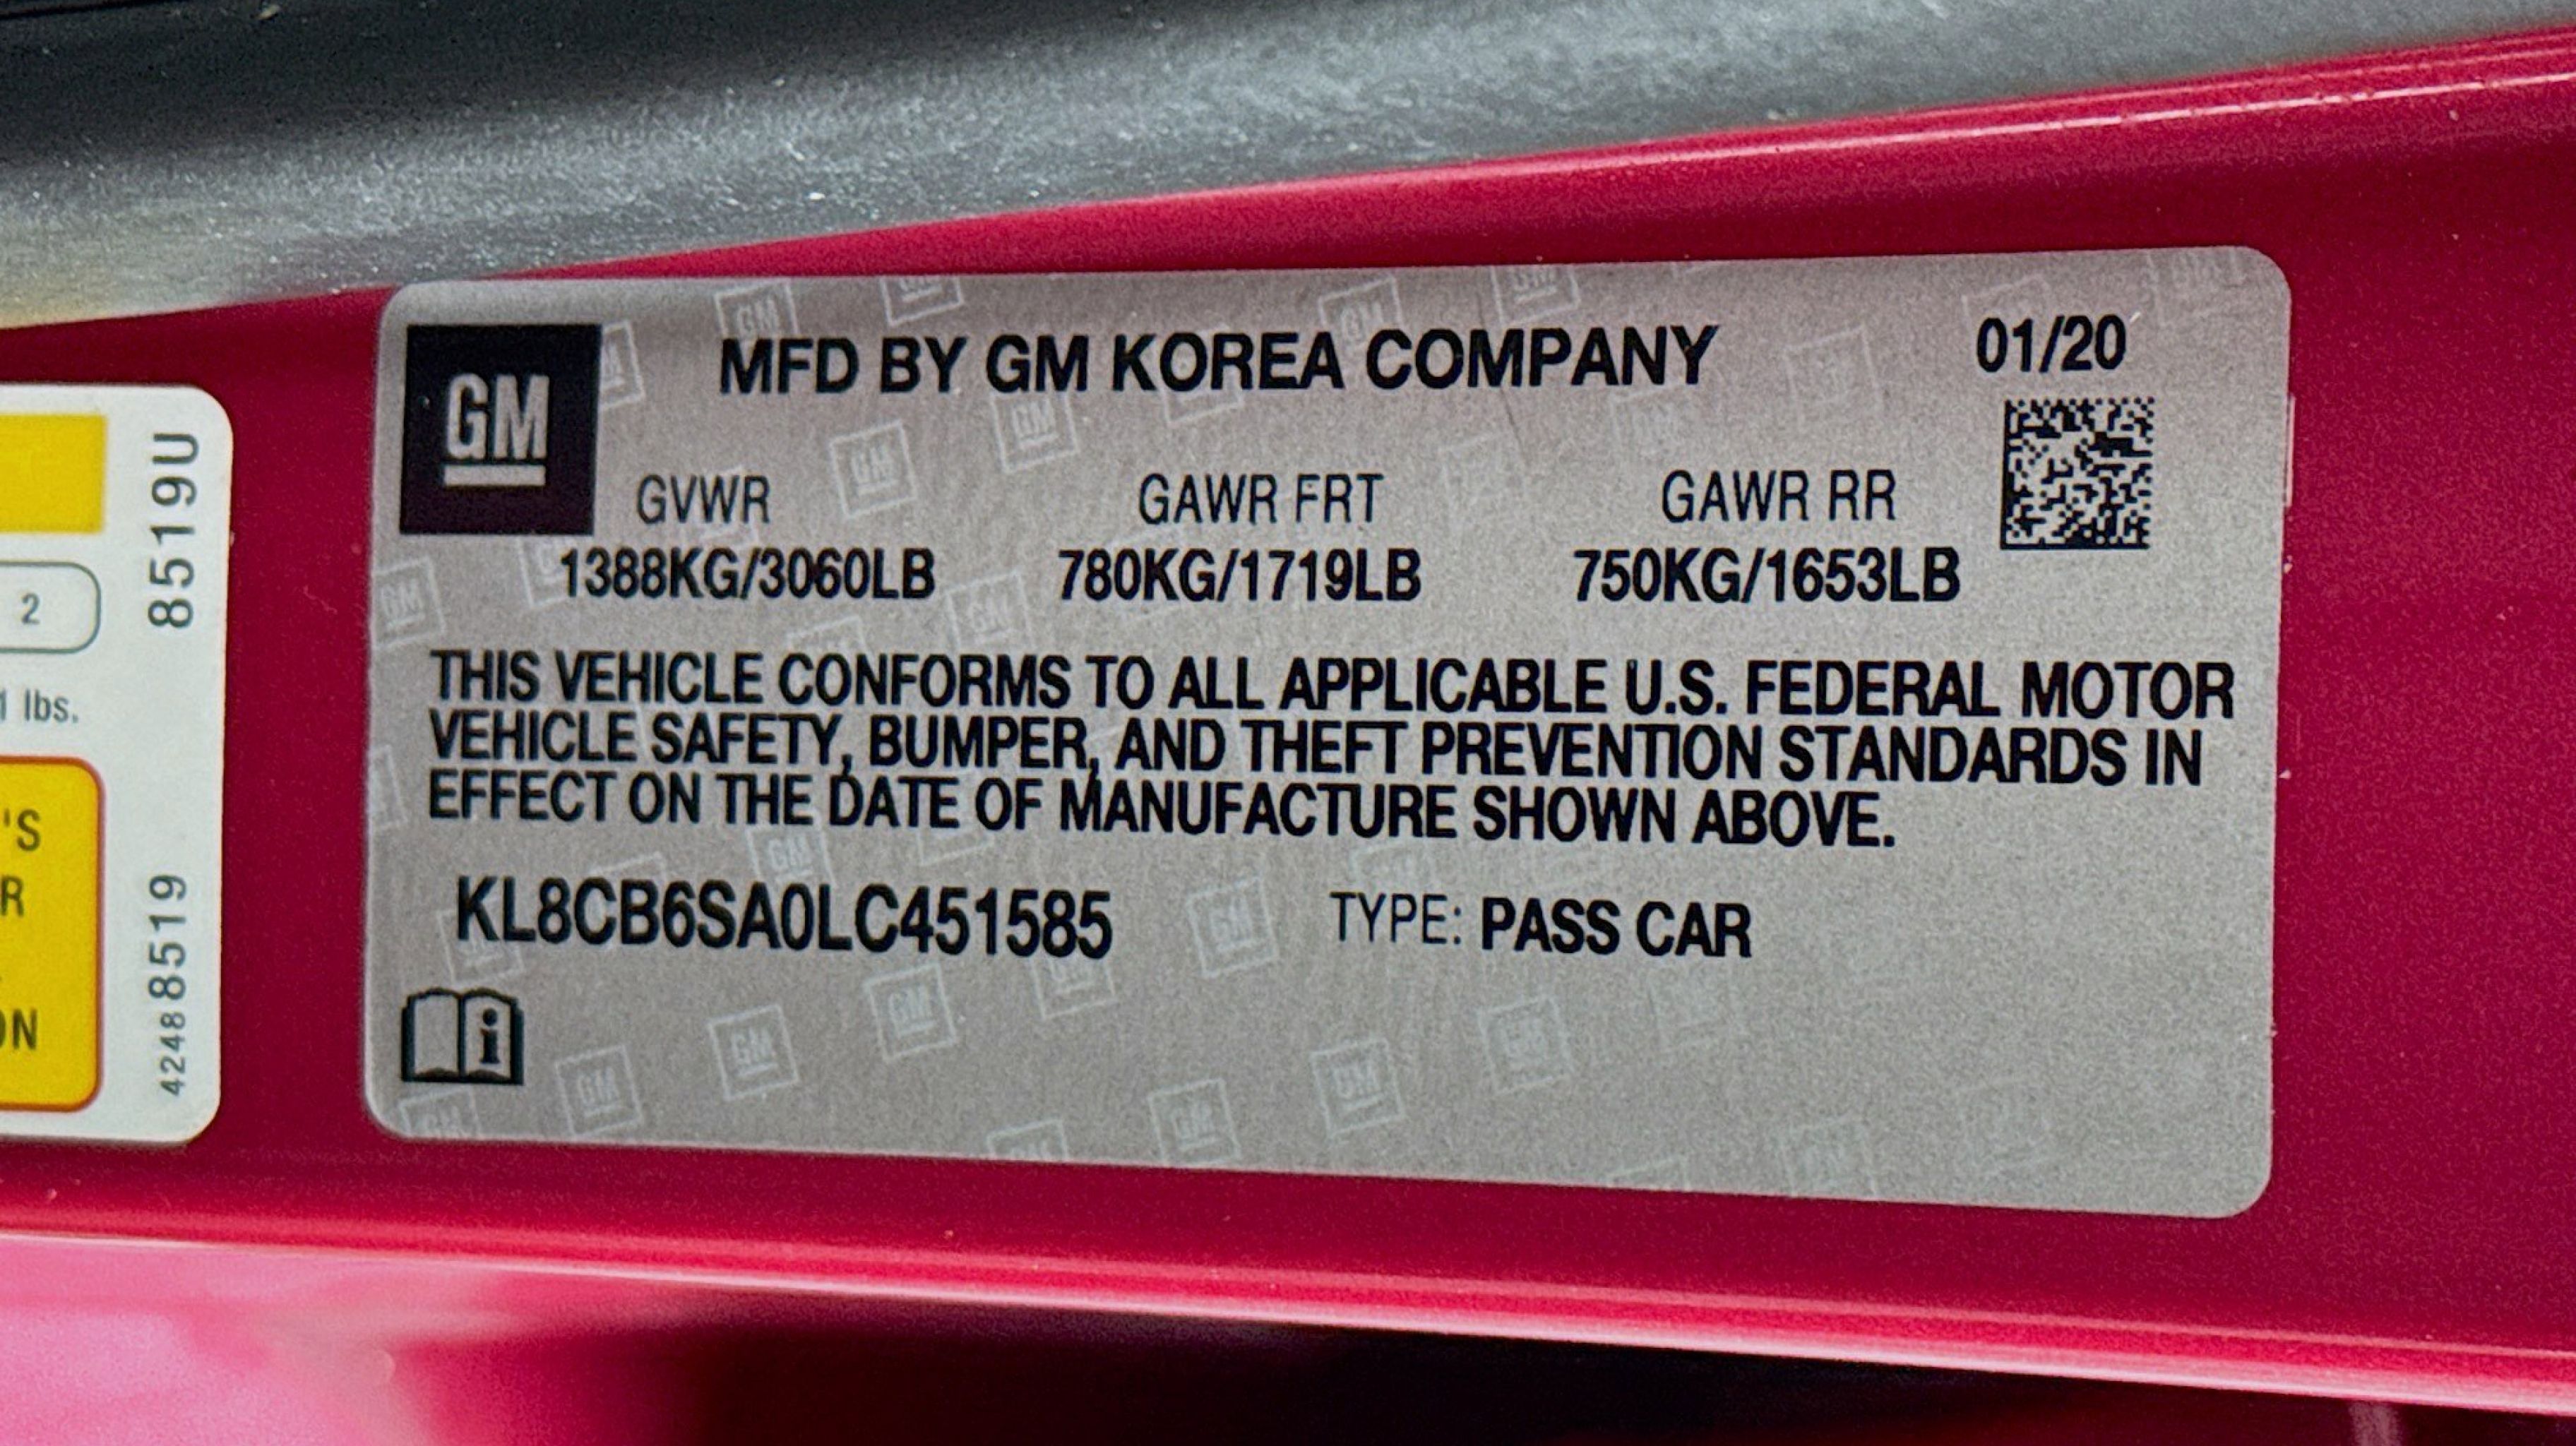 GM
MFD BY GM KOREA COMPANY
01/20
GVWR GAWR FRT GAWR RR
1388KG/3060LB 780KG/1719LB 750KG/1653LB
THIS VEHICLE CONFORMS TO ALL APPLICABLE U.S. FEDERAL MOTOR
VEHICLE SAFETY, BUMPER, AND THEFT PREVENTION STANDARDS IN
EFFECT ON THE DATE OF MANUFACTURE SHOWN ABOVE.
KL8CB6SA0LC451585 TYPE: PASS CAR
i
2
lbs.
'S
R
ON
8519U
42488519